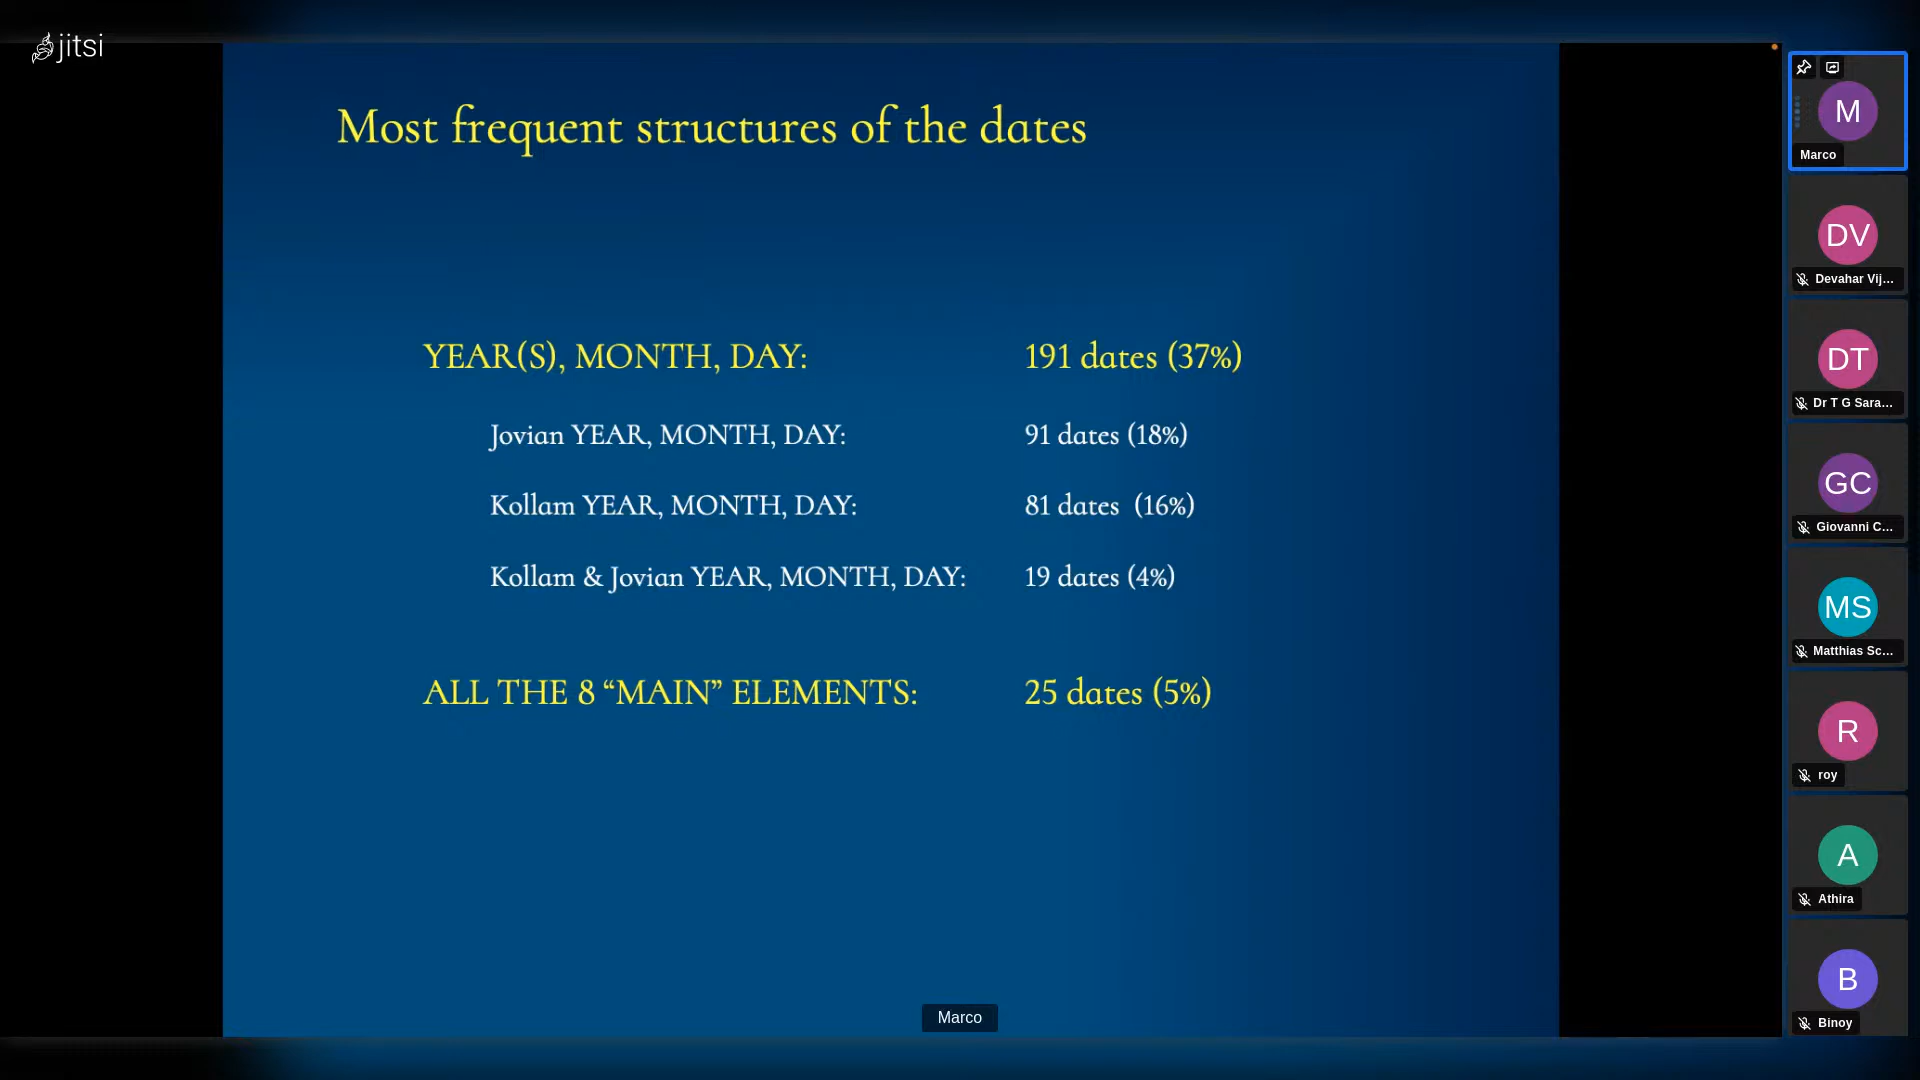 jitsi
Most frequent structures of the dates
YEAR(S), MONTH, DAY: 191 dates (37%)
Jovian YEAR, MONTH, DAY: 91 dates (18%)
Kollam YEAR, MONTH, DAY: 81 dates (16%)
Kollam & Jovian YEAR, MONTH, DAY: 19 dates (4%)
ALL THE 8 “MAIN” ELEMENTS: 25 dates (5%)
Marco
M
Marco
DV
Devahar Vij...
DT
Dr T G Sara...
GC
Giovanni C...
MS
Matthias Sc...
R
roy
A
Athira
B
Binoy